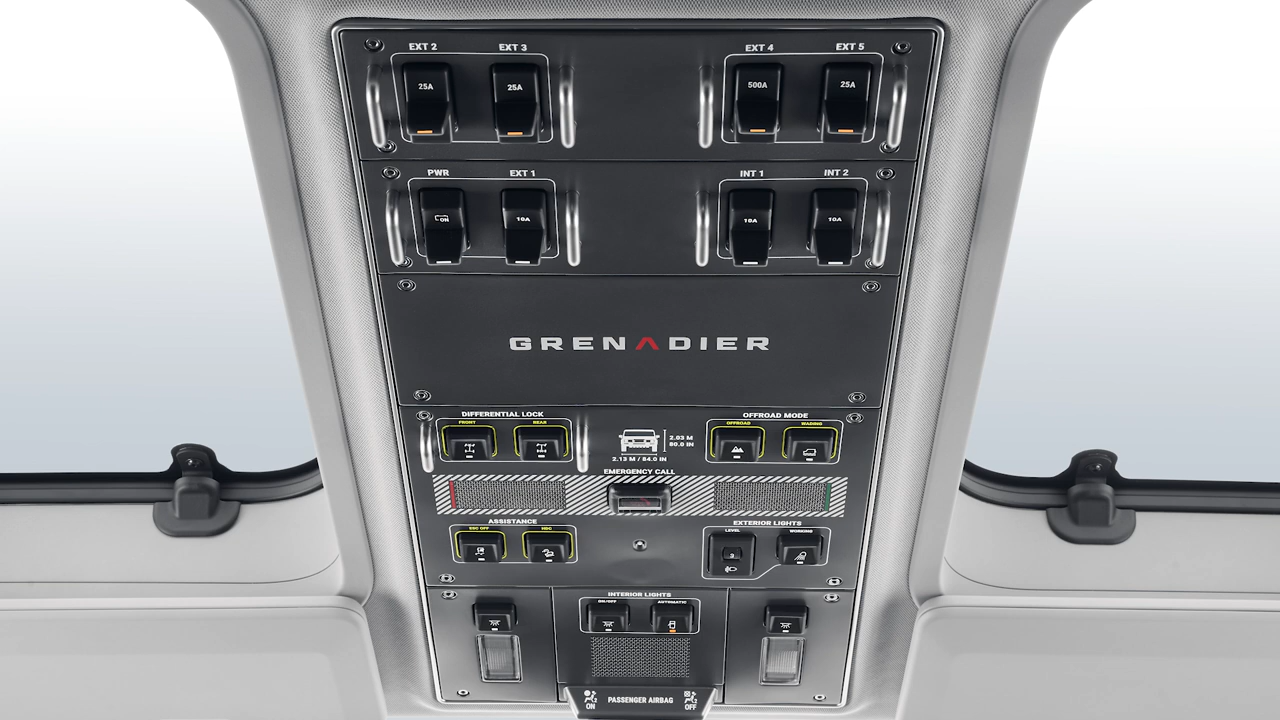 EXT 2 EXT 3 EXT 4 EXT 5
25A 25A 500A 25A
PWR EXT 1 INT 1 INT 2
ON 10A 10A 10A
GRENADIER
DIFFERENTIAL LOCK OFFROAD MODE
FRONT REAR OFFROAD WADING
2.03 M
80.0 IN
2.13 M / 84.0 IN
EMERGENCY CALL
ASSISTANCE EXTERIOR LIGHTS
ESC OFF HDC LEVEL WORKING
3
INTERIOR LIGHTS
ON/OFF AUTOMATIC
PASSENGER AIRBAG
ON OFF